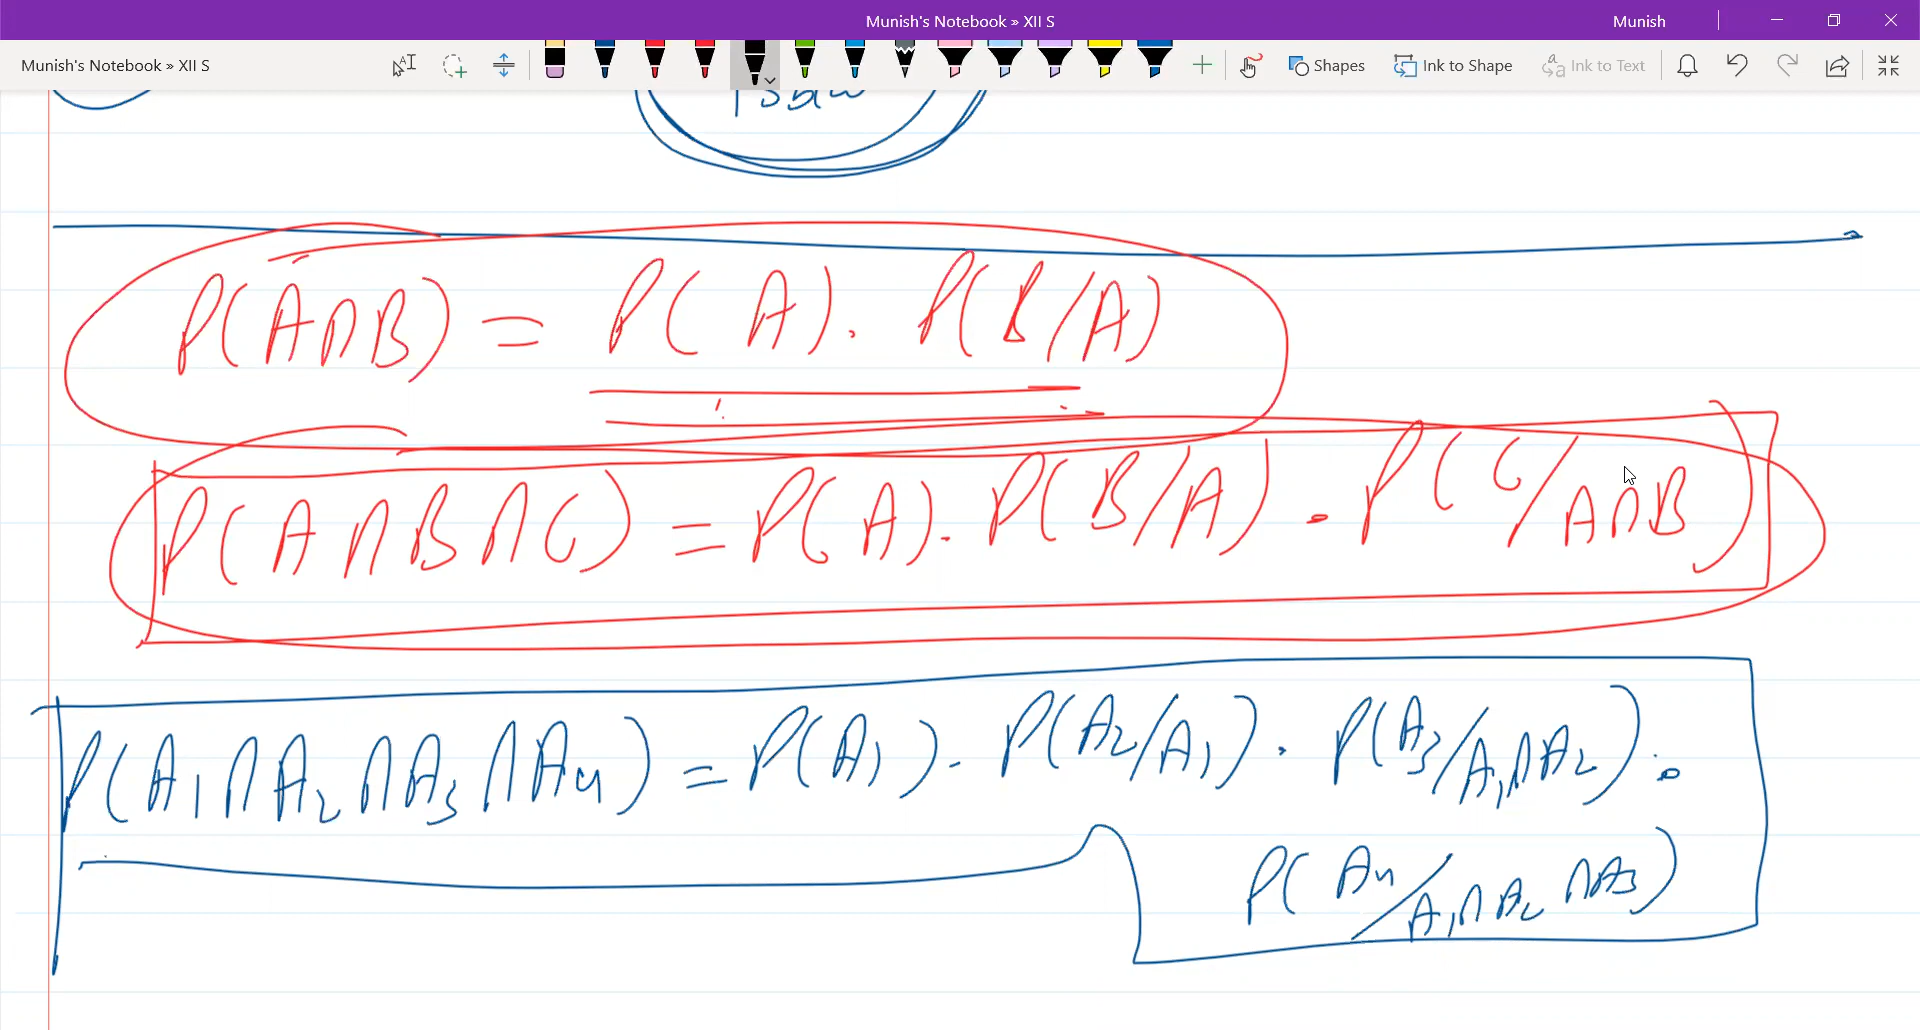 Munish's Notebook » XII S
Munish
Munish's Notebook » XII S
Shapes
Ink to Shape
Ink to Text
P(A∩B) = P(A). P(B/A)
P(A∩B∩C) = P(A). P(B/A) . P(C/A∩B)
P(A1∩A2∩A3∩A4) = P(A1) . P(A2/A1) . P(A3/A1∩A2) .
P(A4/A1∩A2∩A3)